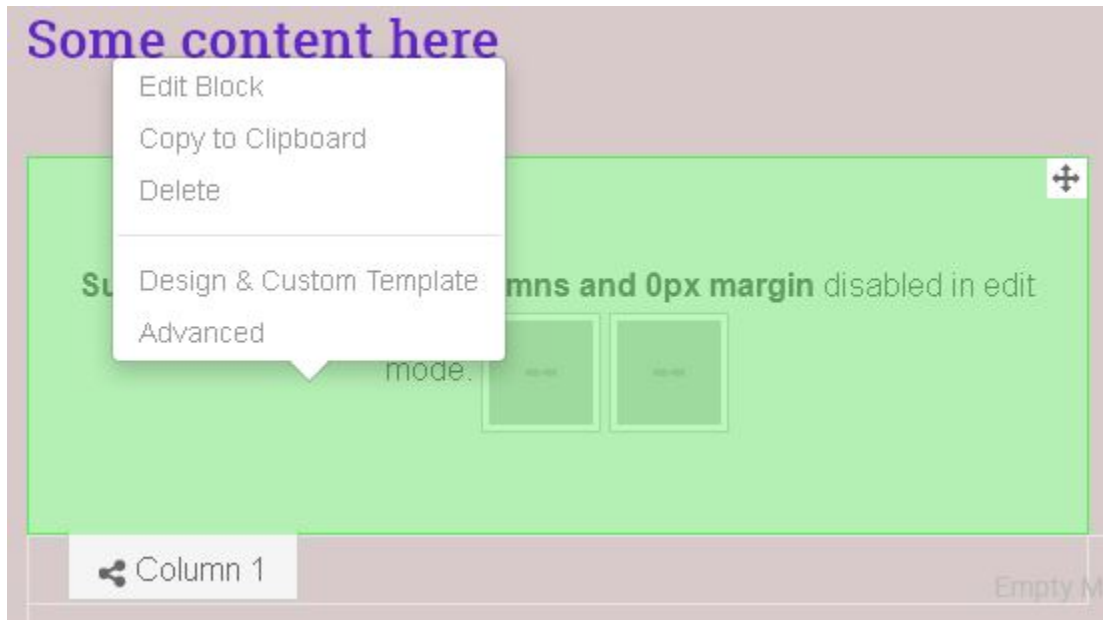 Some content here
Edit Block
Copy to Clipboard
Delete
Design & Custom Template
Advanced
mns and 0px margin disabled in edit
mode.
Column 1
Empty